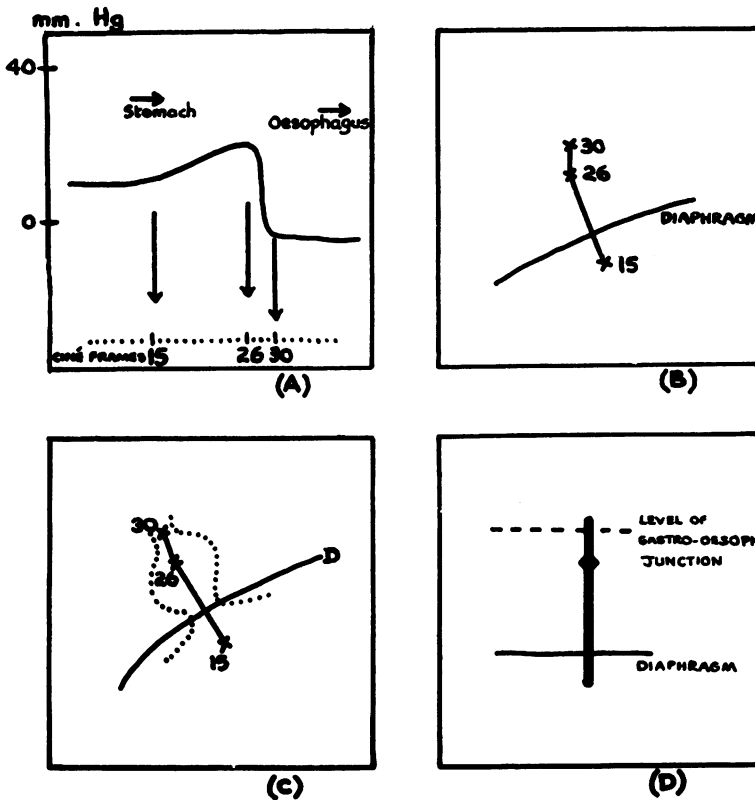 mm. Hg
40
Stomach
Oesophagus
0
CINÉ FRAMES 15 26 30
(A)
30
26
DIAPHRAGM
15
(B)
30
26
D
15
(C)
LEVEL OF
GASTRO-OESOPH
JUNCTION
DIAPHRAGM
(D)